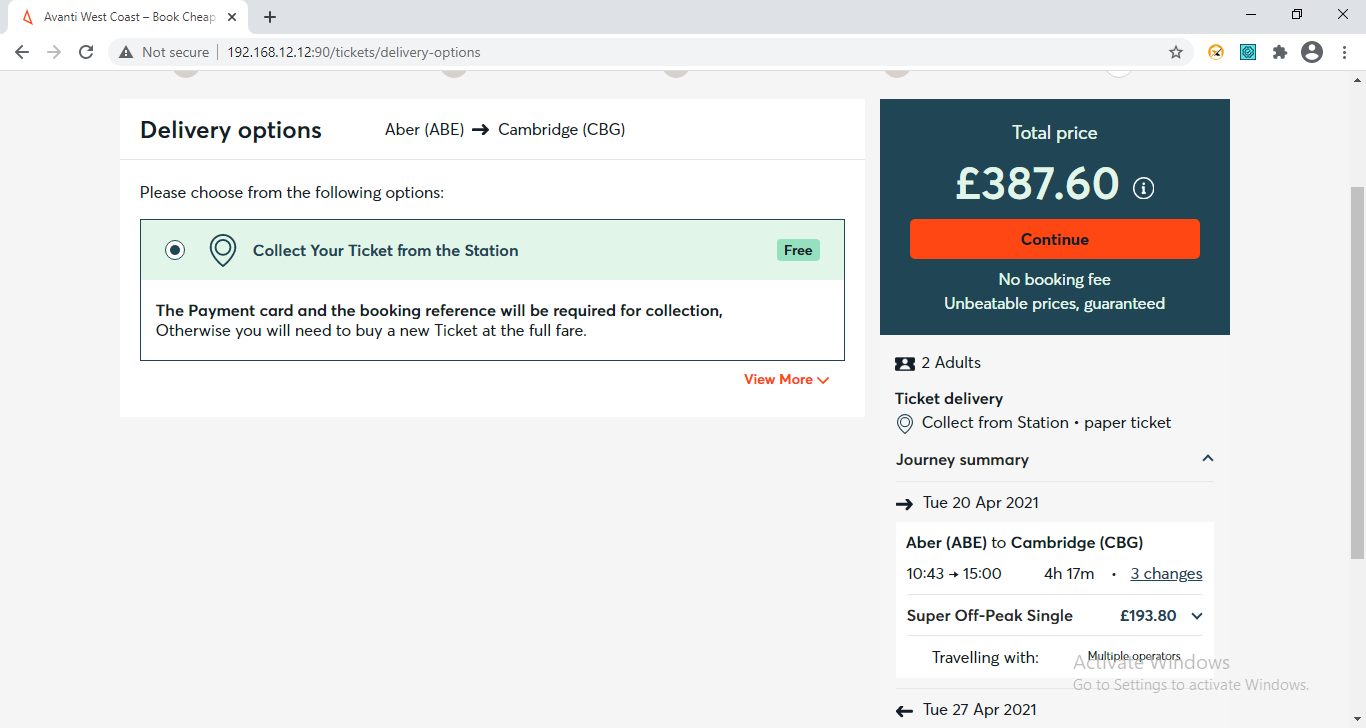 Avanti West Coast – Book Cheap
Not secure
192.168.12.12:90/tickets/delivery-options
Delivery options
Aber (ABE) → Cambridge (CBG)
Please choose from the following options:
Collect Your Ticket from the Station
Free
The Payment card and the booking reference will be required for collection,
Otherwise you will need to buy a new Ticket at the full fare.
View More
Total price
£387.60
Continue
No booking fee
Unbeatable prices, guaranteed
2 Adults
Ticket delivery
Collect from Station • paper ticket
Journey summary
→ Tue 20 Apr 2021
Aber (ABE) to Cambridge (CBG)
10:43 → 15:00 4h 17m • 3 changes
Super Off-Peak Single £193.80
Travelling with: Multiple operators
Activate Windows
Go to Settings to activate Windows.
← Tue 27 Apr 2021